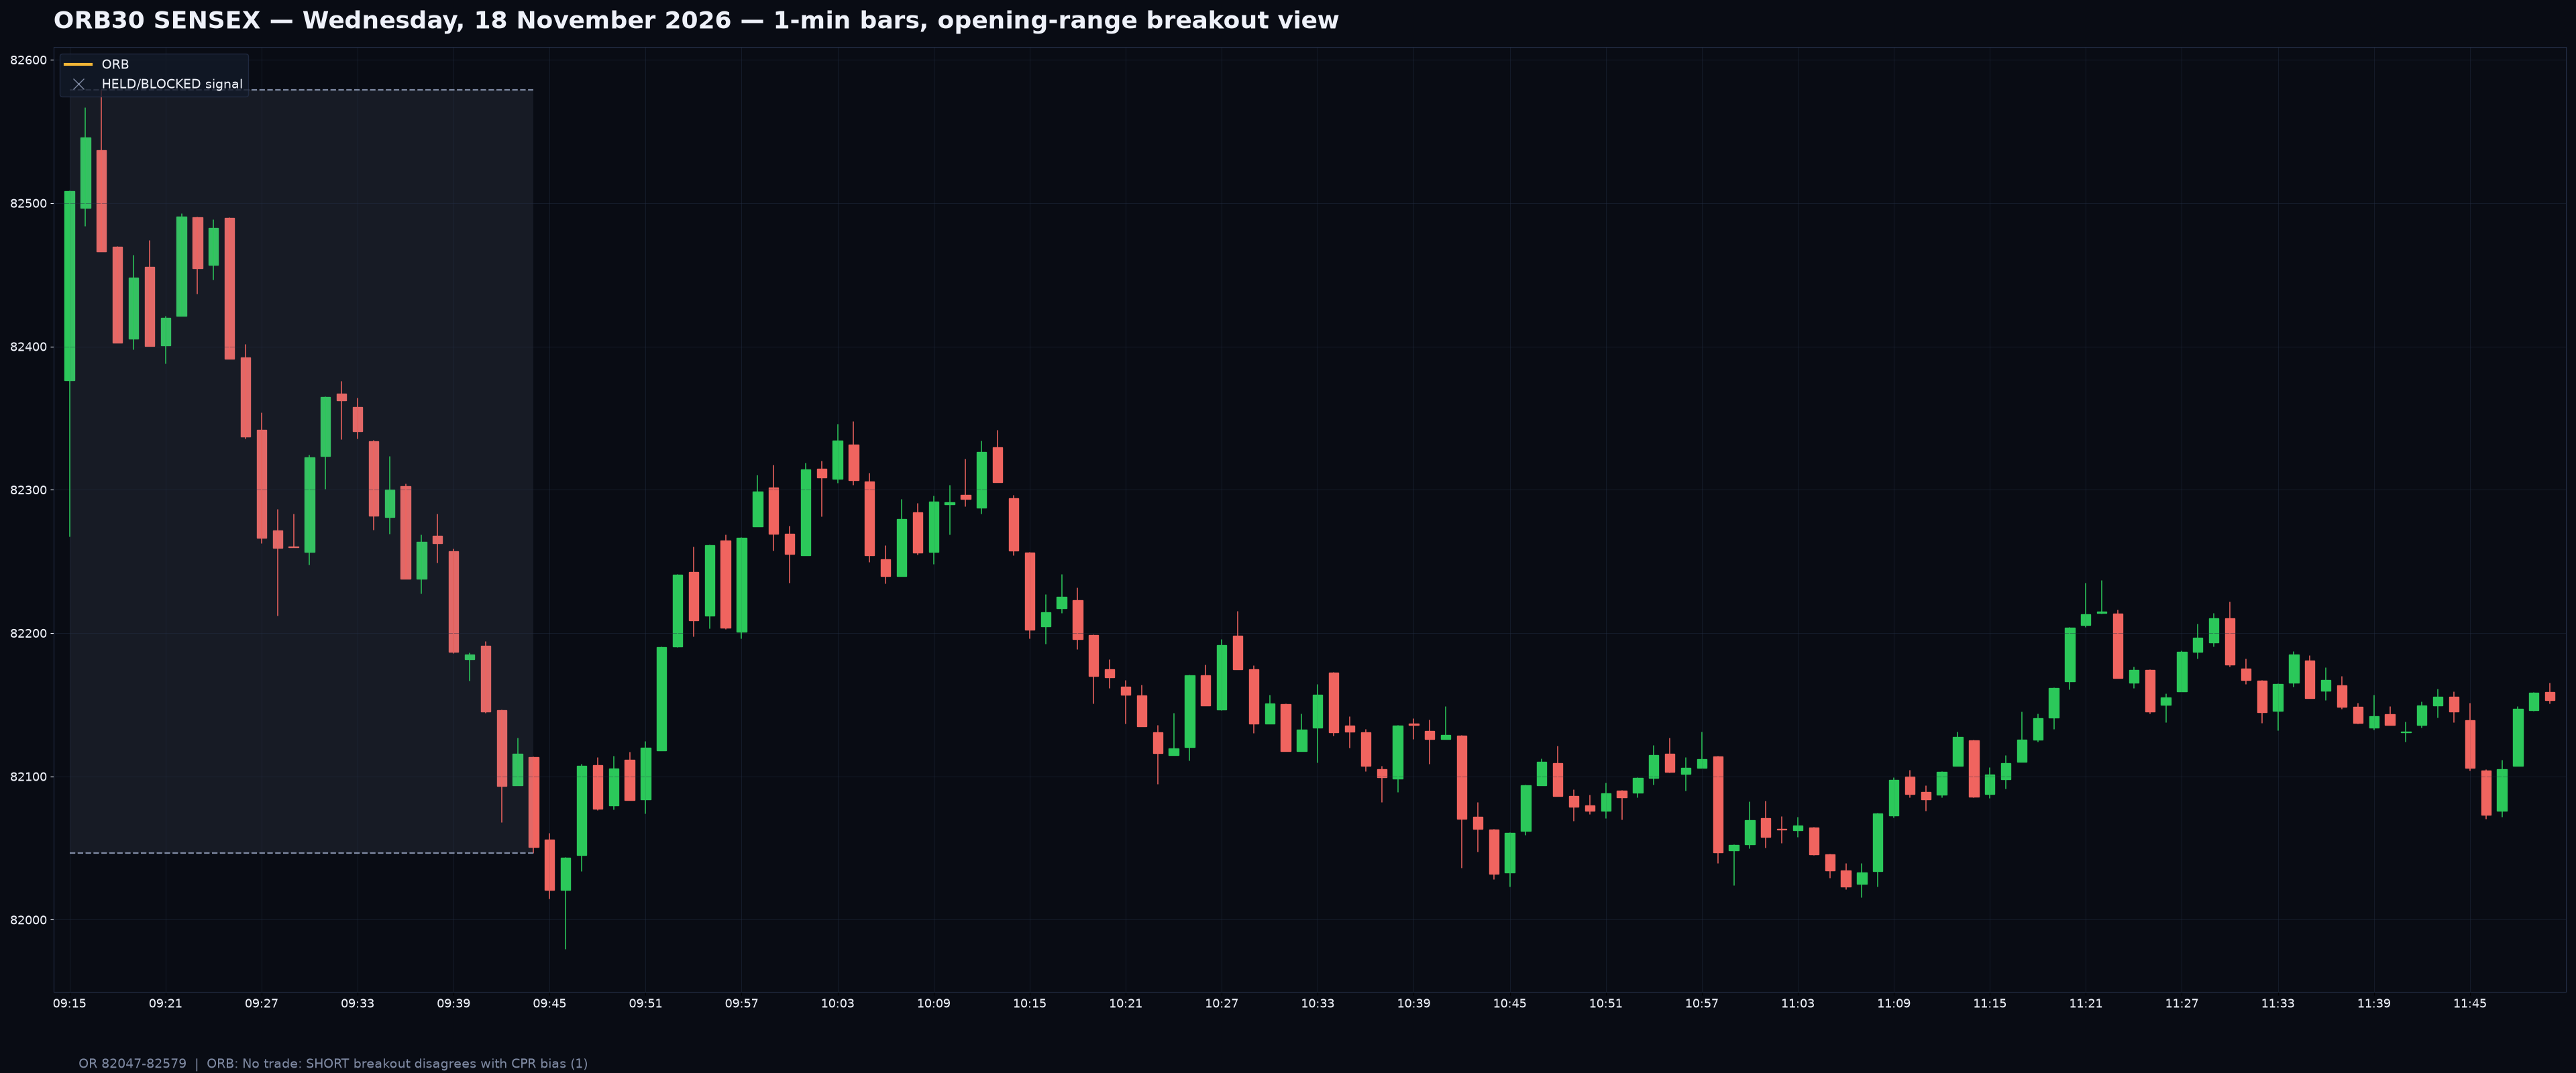 ORB30 SENSEX — Wednesday, 18 November 2026 — 1-min bars, opening-range breakout view
ORB
HELD/BLOCKED signal
82600
82500
82400
82300
82200
82100
82000
09:15 09:21 09:27 09:33 09:39 09:45 09:51 09:57 10:03 10:09 10:15 10:21 10:27 10:33 10:39 10:45 10:51 10:57 11:03 11:09 11:15 11:21 11:27 11:33 11:39 11:45
OR 82047-82579 | ORB: No trade: SHORT breakout disagrees with CPR bias (1)